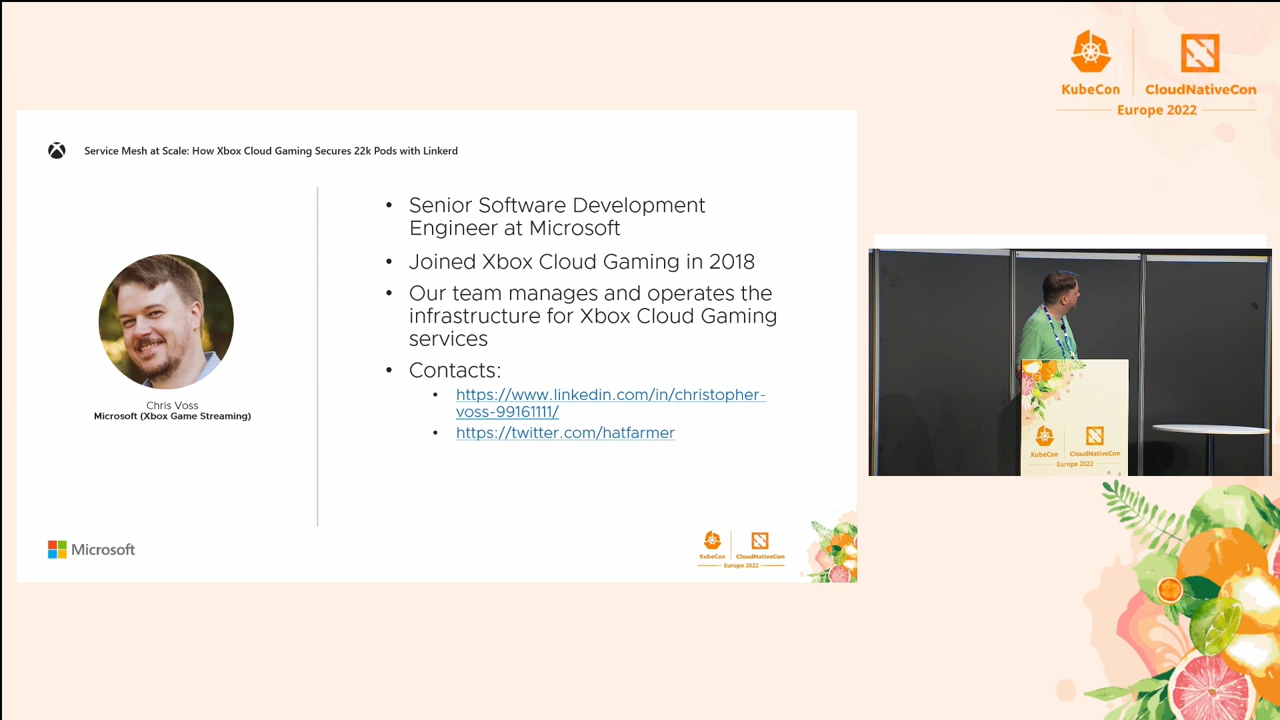 KubeCon
CloudNativeCon
Europe 2022
Service Mesh at Scale: How Xbox Cloud Gaming Secures 22k Pods with Linkerd
Chris Voss
Microsoft (Xbox Game Streaming)
• Senior Software Development
Engineer at Microsoft
• Joined Xbox Cloud Gaming in 2018
• Our team manages and operates the
infrastructure for Xbox Cloud Gaming
services
• Contacts:
• https://www.linkedin.com/in/christopher-
voss-99161111/
• https://twitter.com/hatfarmer
Microsoft
KubeCon
CloudNativeCon
Europe 2022
KubeCon
CloudNativeCon
Europe 2022